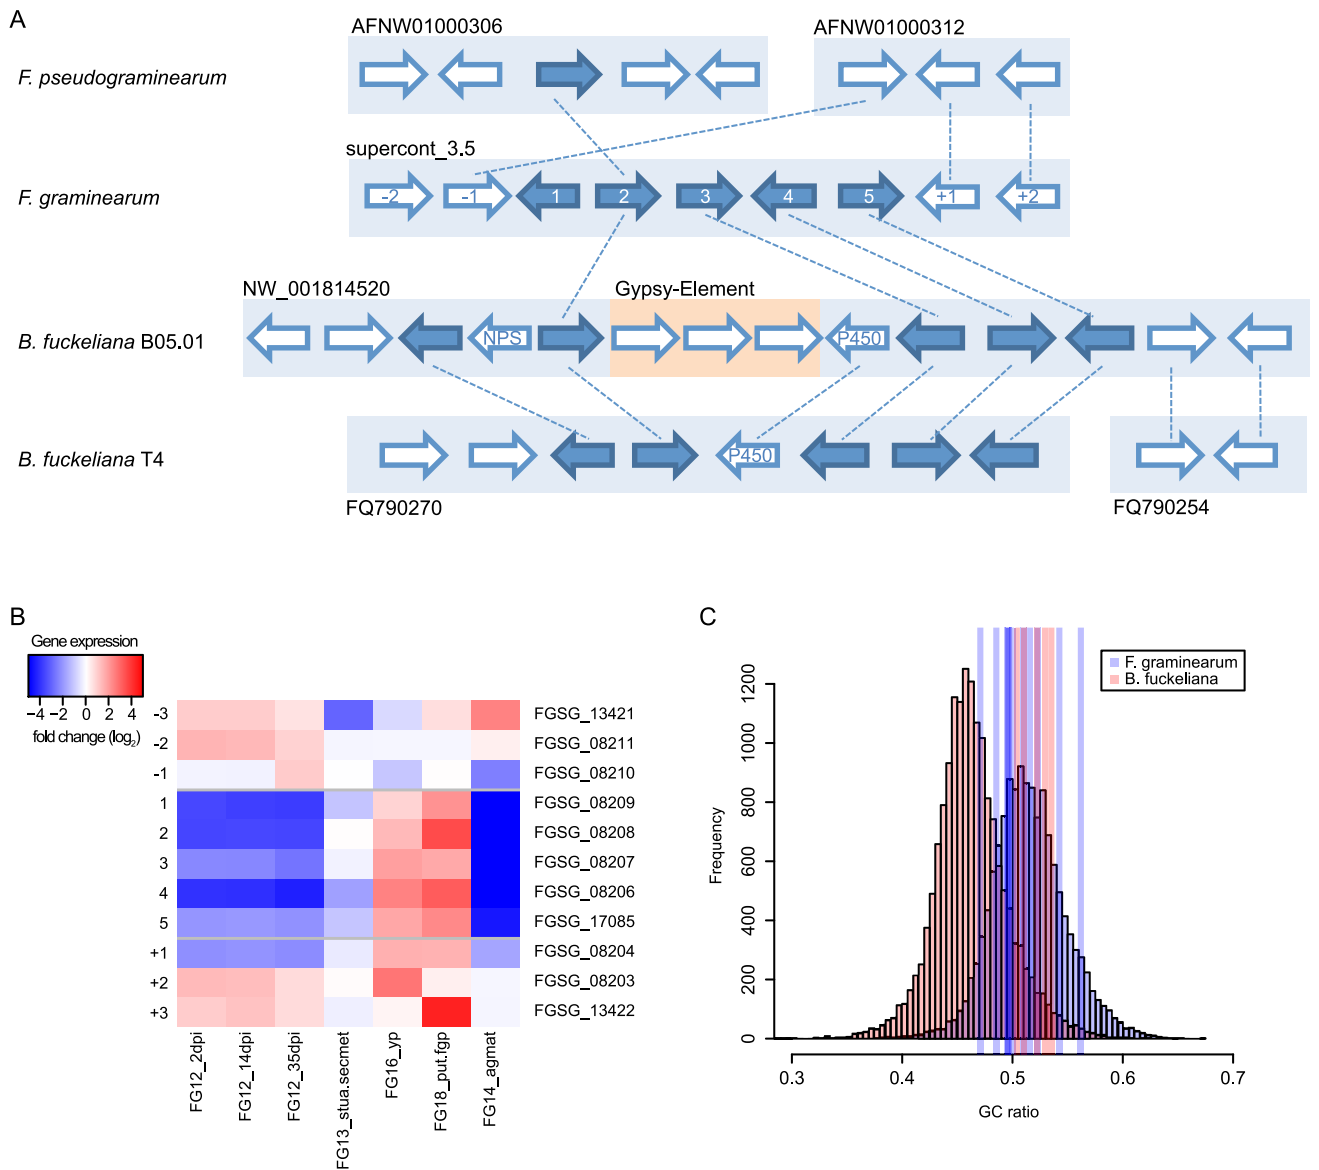 A
AFNW01000306
AFNW01000312
F. pseudograminearum
supercont_3.5
F. graminearum
-2 -1 1 2 3 4 5 +1 +2
NW_001814520
Gypsy-Element
B. fuckeliana B05.01
NPS
P450
B. fuckeliana T4
P450
FQ790270
FQ790254
B
Gene expression
−4 −2 0 2 4
fold change (log2)
-3 FGSG_13421
-2 FGSG_08211
-1 FGSG_08210
1 FGSG_08209
2 FGSG_08208
3 FGSG_08207
4 FGSG_08206
5 FGSG_17085
+1 FGSG_08204
+2 FGSG_08203
+3 FGSG_13422
FG12_2dpi
FG12_14dpi
FG12_35dpi
FG13_stua.secmet
FG16_yp
FG18_put.fgp
FG14_agmat
C
F. graminearum
B. fuckeliana
Frequency
1200
1000
800
600
400
200
0
0.3 0.4 0.5 0.6 0.7
GC ratio